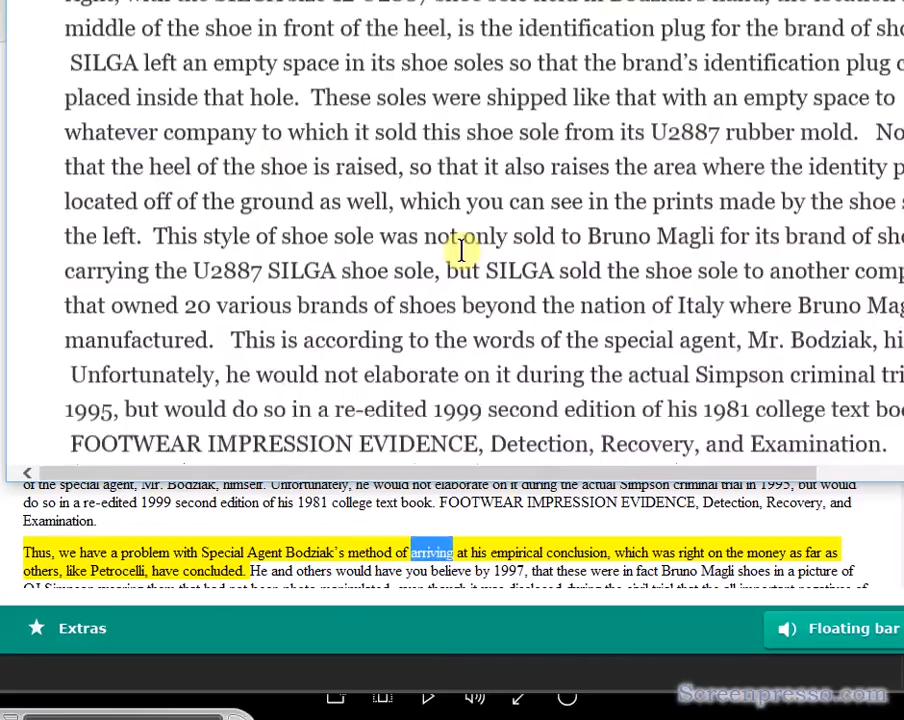 middle of the shoe in front of the heel, is the identification plug for the brand of
SILGA left an empty space in its shoe soles so that the brand's identification plug
placed inside that hole.  These soles were shipped like that with an empty space to
whatever company to which it sold this shoe sole from its U2887 rubber mold.   No
that the heel of the shoe is raised, so that it also raises the area where the identity p
located off of the ground as well, which you can see in the prints made by the shoe s
the left.  This style of shoe sole was not only sold to Bruno Magli for its brand of sho
carrying the U2887 SILGA shoe sole, but SILGA sold the shoe sole to another comp
that owned 20 various brands of shoes beyond the nation of Italy where Bruno Mag
manufactured.   This is according to the words of the special agent, Mr. Bodziak, hi
Unfortunately, he would not elaborate on it during the actual Simpson criminal tri
1995, but would do so in a re-edited 1999 second edition of his 1981 college text boo
FOOTWEAR IMPRESSION EVIDENCE, Detection, Recovery, and Examination.
of the special agent, Mr. Bodziak, himself. Unfortunately, he would not elaborate on it during the actual Simpson criminal trial in 1995, but would
do so in a re-edited 1999 second edition of his 1981 college text book. FOOTWEAR IMPRESSION EVIDENCE, Detection, Recovery, and
Examination.
Thus, we have a problem with Special Agent Bodziak's method of arriving at his empirical conclusion, which was right on the money as far as
others, like Petrocelli, have concluded. He and others would have you believe by 1997, that these were in fact Bruno Magli shoes in a picture of
Extras
Floating bar
Screenpresso.com